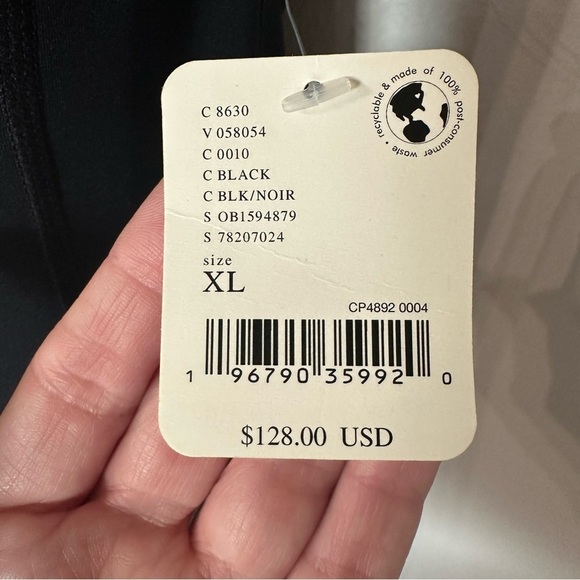 C 8630
V 058054
C 0010
C BLACK
C BLK/NOIR
S OB1594879
S 78207024
size
XL
• recyclable & made of 100% post-consumer waste
CP4892 0004
1 96790 35992 0
$128.00 USD